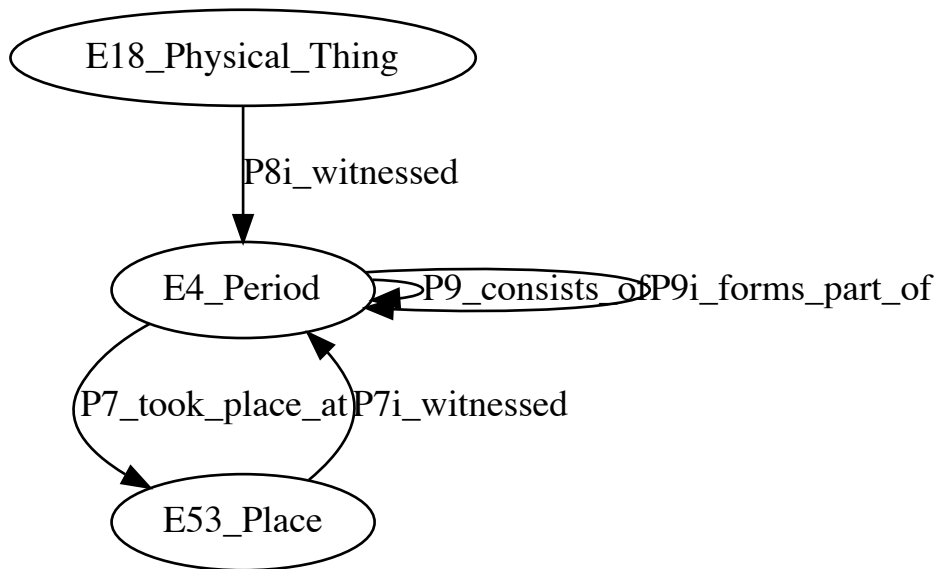 E18_Physical_Thing
P8i_witnessed
E4_Period
P9_consists_of
P9i_forms_part_of
P7_took_place_at
P7i_witnessed
E53_Place